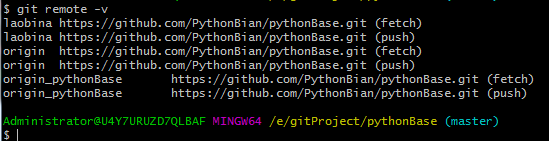 $ git remote -v
laobina https://github.com/PythonBian/pythonBase.git (fetch)
laobina https://github.com/PythonBian/pythonBase.git (push)
origin  https://github.com/PythonBian/pythonBase.git (fetch)
origin  https://github.com/PythonBian/pythonBase.git (push)
origin_pythonBase       https://github.com/PythonBian/pythonBase.git (fetch)
origin_pythonBase       https://github.com/PythonBian/pythonBase.git (push)
Administrator@U4Y7URUZD7QLBAF MINGW64 /e/gitProject/pythonBase (master)
$